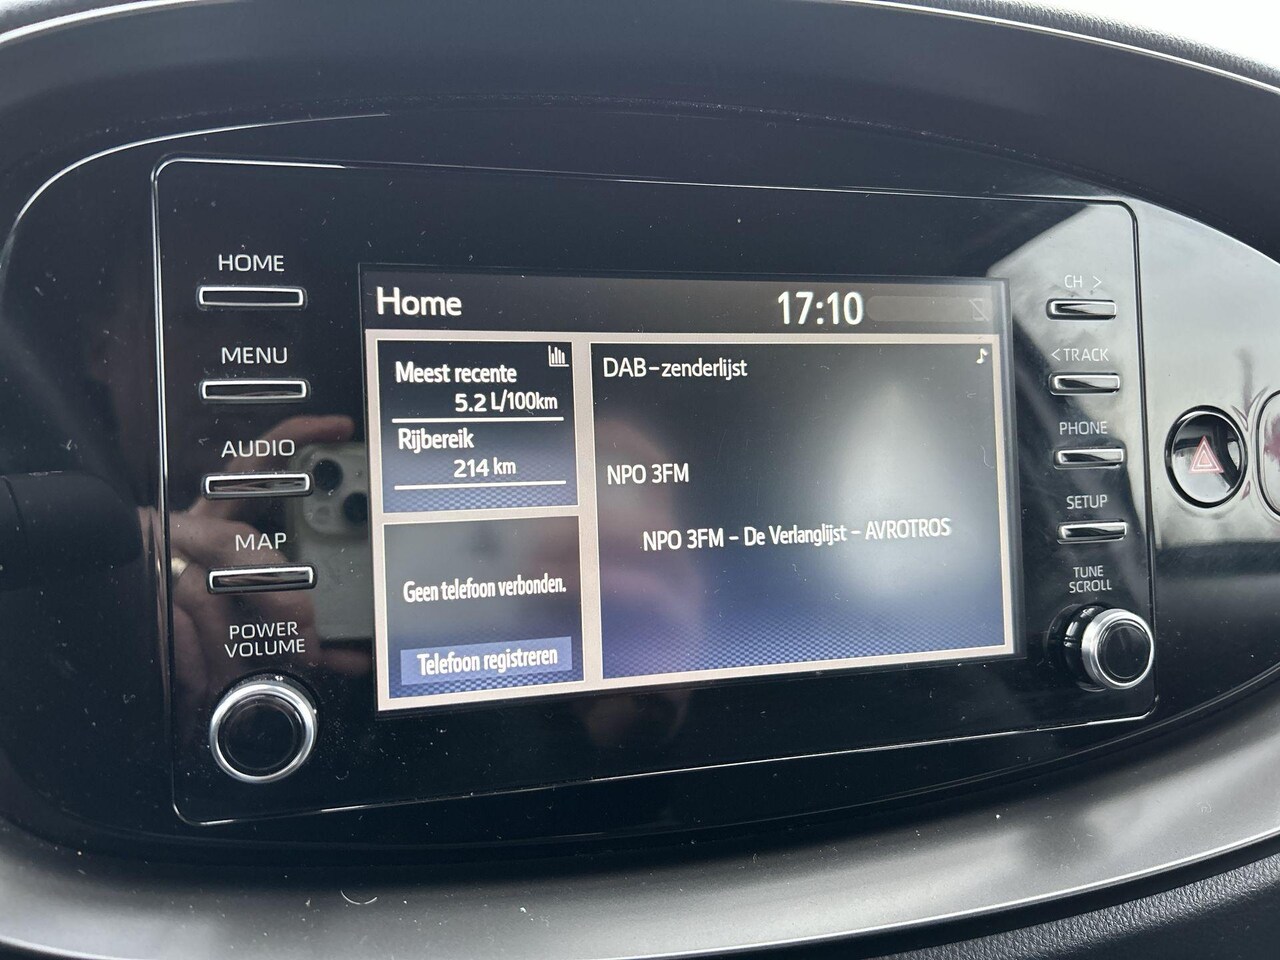 HOME
MENU
AUDIO
MAP
POWER
VOLUME
Home
17:10
Meest recente
5.2 L/100km
Rijbereik
214 km
Geen telefoon verbonden.
Telefoon registreren
DAB-zenderlijst
NPO 3FM
NPO 3FM - De Verlanglijst - AVROTROS
CH >
<TRACK
PHONE
SETUP
TUNE
SCROLL